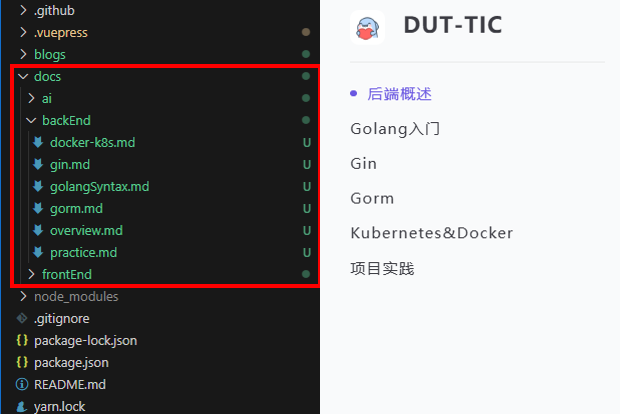 .github
.vuepress
blogs
docs
ai
backEnd
docker-k8s.md U
gin.md U
golangSyntax.md U
gorm.md U
overview.md U
practice.md U
frontEnd
node_modules
.gitignore
package-lock.json
package.json
README.md
yarn.lock
DUT-TIC
后端概述
Golang入门
Gin
Gorm
Kubernetes&Docker
项目实践